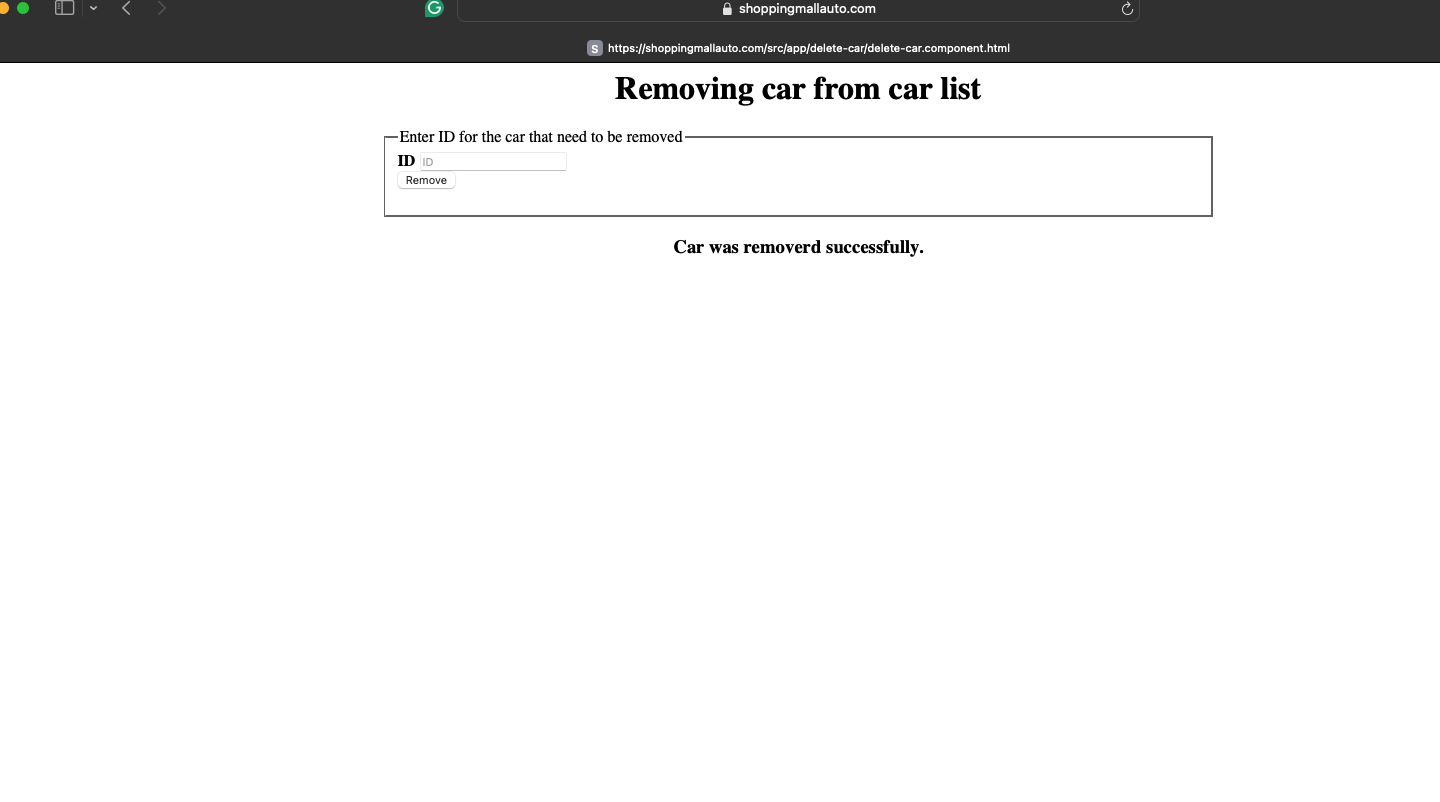 shoppingmallauto.com
S https://shoppingmallauto.com/src/app/delete-car/delete-car.component.html
Removing car from car list
Enter ID for the car that need to be removed
ID ID
Remove
Car was removerd successfully.